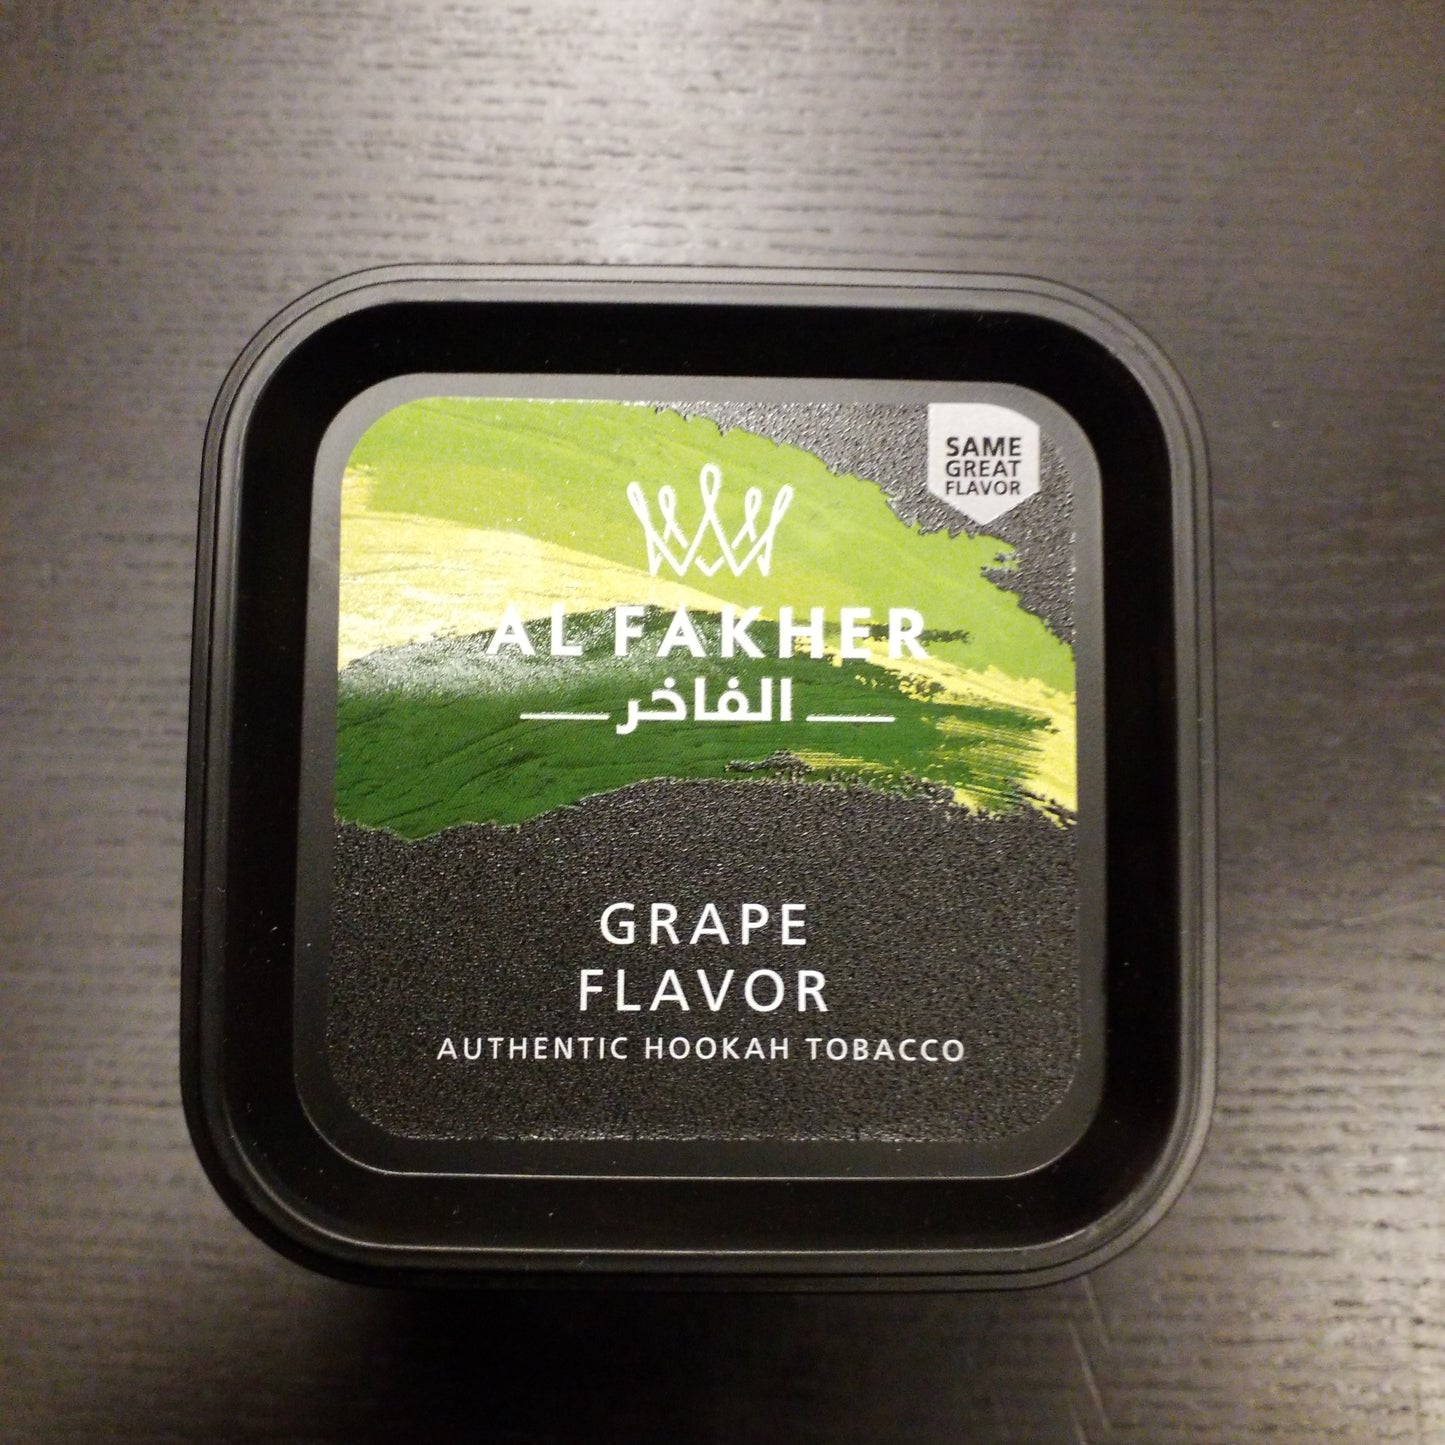 SAME
GREAT
FLAVOR
AL FAKHER
الفاخر
GRAPE
FLAVOR
AUTHENTIC HOOKAH TOBACCO